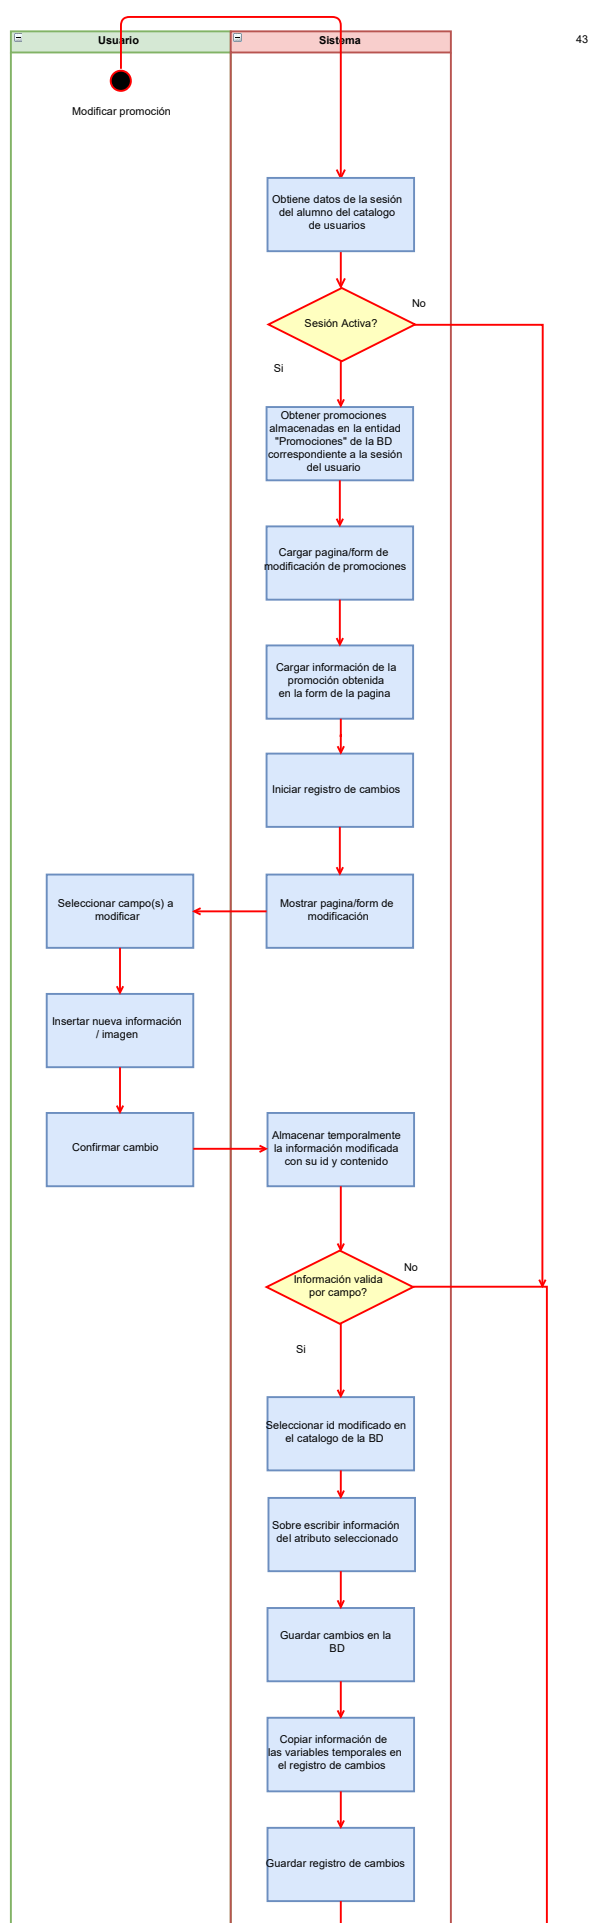 Usuario
Sistema
43
Modificar promoción
Obtiene datos de la sesión
del alumno del catalogo
de usuarios
No
Sesión Activa?
Si
Obtener promociones
almacenadas en la entidad
"Promociones" de la BD
correspondiente a la sesión
del usuario
Cargar pagina/form de
modificación de promociones
Cargar información de la
promoción obtenida
en la form de la pagina
Iniciar registro de cambios
Mostrar pagina/form de
modificación
Seleccionar campo(s) a
modificar
Insertar nueva información
/ imagen
Confirmar cambio
Almacenar temporalmente
la información modificada
con su id y contenido
No
Información valida
por campo?
Si
Seleccionar id modificado en
el catalogo de la BD
Sobre escribir información
del atributo seleccionado
Guardar cambios en la
BD
Copiar información de
las variables temporales en
el registro de cambios
Guardar registro de cambios